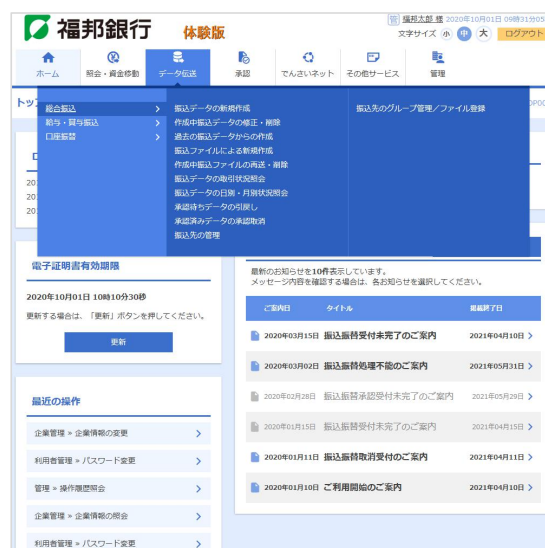 福邦銀行 体験版
管 福邦太郎 様 2020年10月01日 09時31分05
文字サイズ 小 中 大 ログアウト
ホーム 照会・資金移動 データ伝送 承認 でんさいネット その他サービス 管理
トッ
総合振込
給与・賞与振込
口座振替
振込データの新規作成
作成中振込データの修正・削除
過去の振込データからの作成
振込ファイルによる新規作成
作成中振込ファイルの再送・削除
振込データの取引状況照会
振込データの日別・月別状況照会
承認待ちデータの引戻し
承認済みデータの承認取消
振込先の管理
振込先のグループ管理／ファイル登録
20
20
20
電子証明書有効期限
2020年10月01日 10時10分30秒
更新する場合は、「更新」ボタンを押してください。
更新
最近の操作
企業管理 » 企業情報の変更
利用者管理 » パスワード変更
管理 » 操作履歴照会
企業管理 » 企業情報の照会
利用者管理 » パスワード変更
最新のお知らせを10件表示しています。
メッセージ内容を確認する場合は、各お知らせを選択してください。
ご案内日 タイトル 掲載終了日
2020年03月15日 振込振替受付未完了のご案内 2021年04月10日
2020年03月02日 振込振替処理不能のご案内 2021年05月31日
2020年02月28日 振込振替承認受付未完了のご案内 2021年05月29日
2020年01月15日 振込振替受付未完了のご案内 2021年04月15日
2020年01月11日 振込振替取消受付のご案内 2021年04月11日
2020年01月10日 ご利用開始のご案内 2021年04月10日